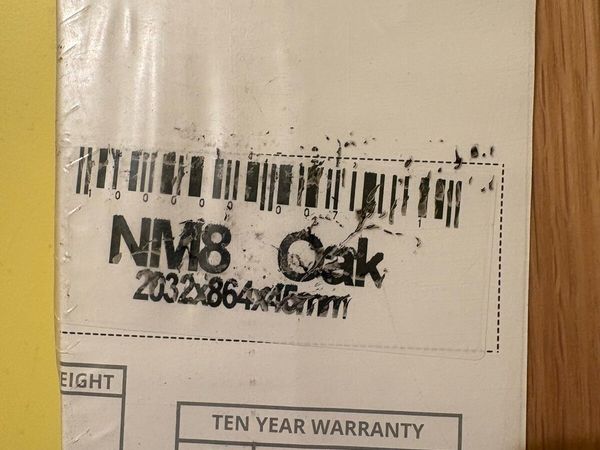 NM8 Oak
2032x864x45mm
EIGHT
TEN YEAR WARRANTY